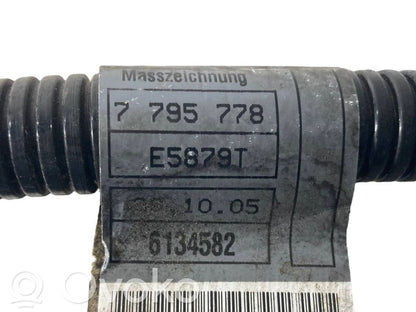 Masszeichnung
7 795 778
E5879T
10.05
6134582
Ovoko